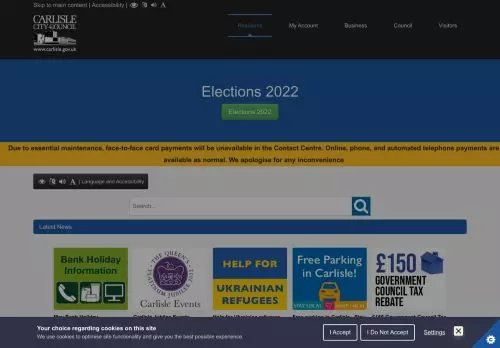 Skip to main content | Accessibility |
CARLISLE
CITY COUNCIL
www.carlisle.gov.uk
Residents
My Account
Business
Council
Visitors
Elections 2022
Elections 2022
Due to essential maintenance, face-to-face card payments will be unavailable in the Contact Centre. Online, phone, and automated telephone payments are
available as normal. We apologise for any inconvenience
| Language and Accessibility
Search...
Latest News
Bank Holiday
Information
THE QUEEN'S
PLATINUM JUBILEE
Carlisle Events
HELP FOR
UKRAINIAN
REFUGEES
Free Parking
in Carlisle!
£150
GOVERNMENT
COUNCIL TAX
REBATE
Your choice regarding cookies on this site
We use cookies to optimise site functionality and give you the best possible experience.
I Accept
I Do Not Accept
Settings